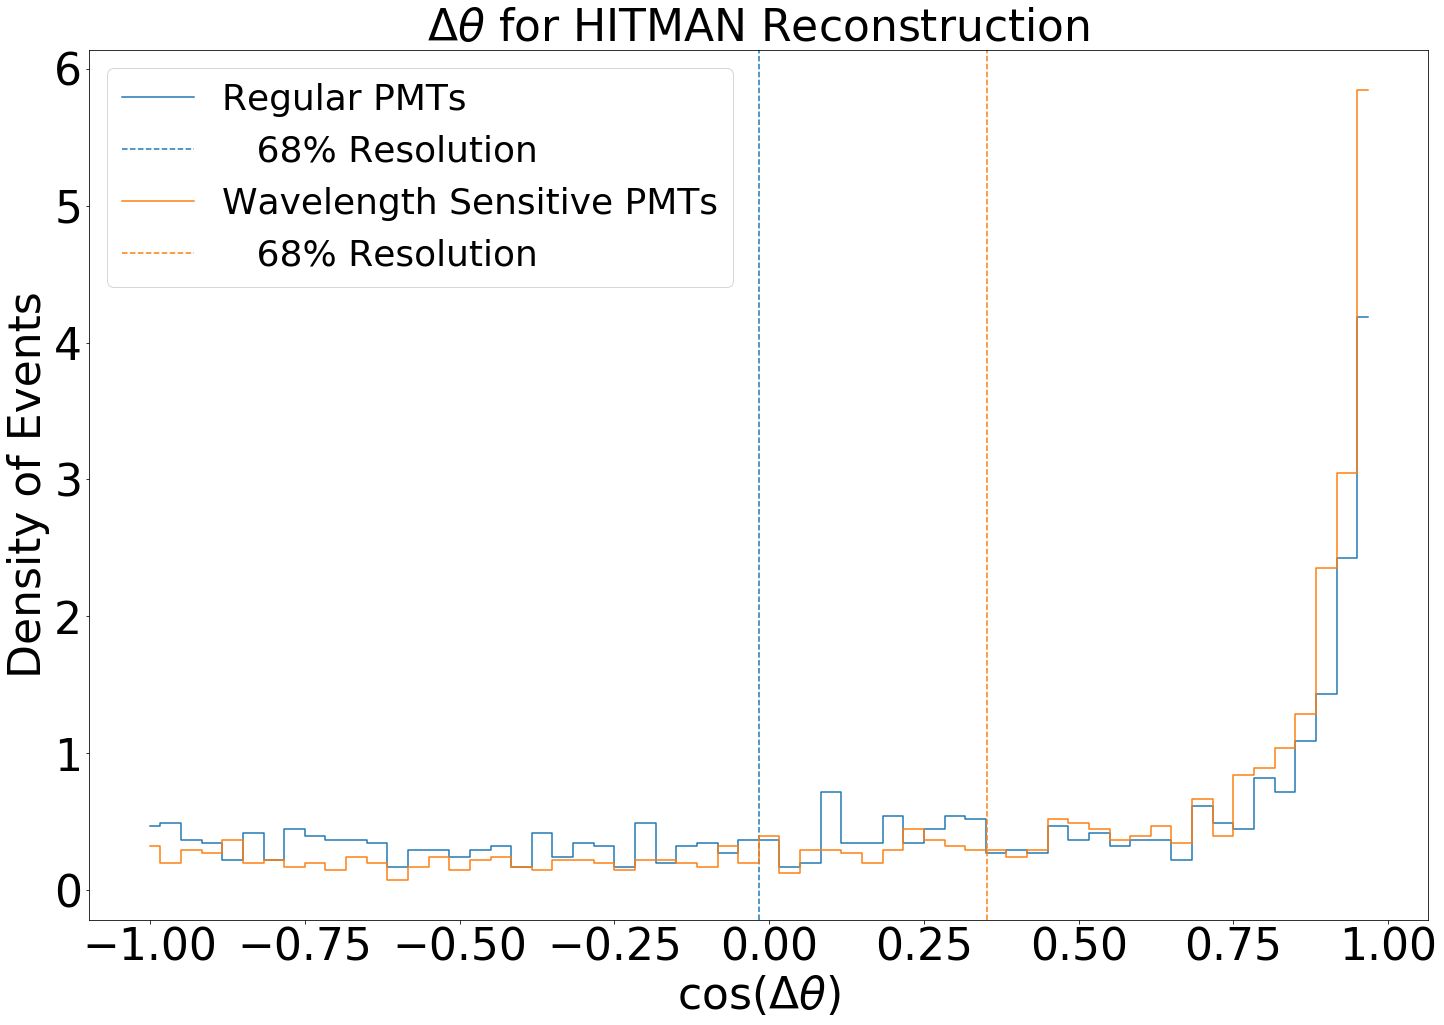 Δθ for HITMAN Reconstruction
Regular PMTs
68% Resolution
Wavelength Sensitive PMTs
68% Resolution
Density of Events
6
5
4
3
2
1
0
−1.00 −0.75 −0.50 −0.25 0.00 0.25 0.50 0.75 1.00
cos(Δθ)